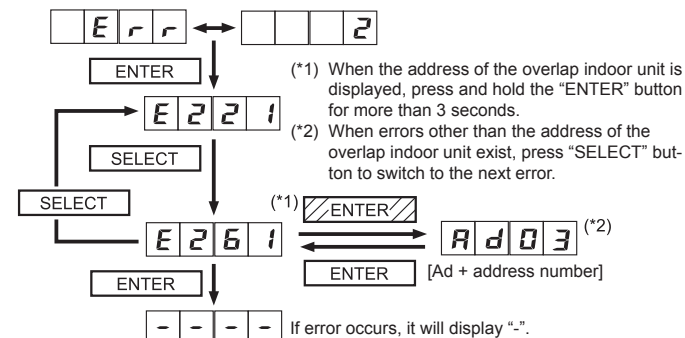 Err 2
ENTER
(*1) When the address of the overlap indoor unit is
displayed, press and hold the “ENTER” button
for more than 3 seconds.
E221
(*2) When errors other than the address of the
overlap indoor unit exist, press “SELECT” but-
ton to switch to the next error.
SELECT
SELECT
(*1) ENTER
E261 Ad03 (*2)
ENTER [Ad + address number]
ENTER
---- If error occurs, it will display “-”.